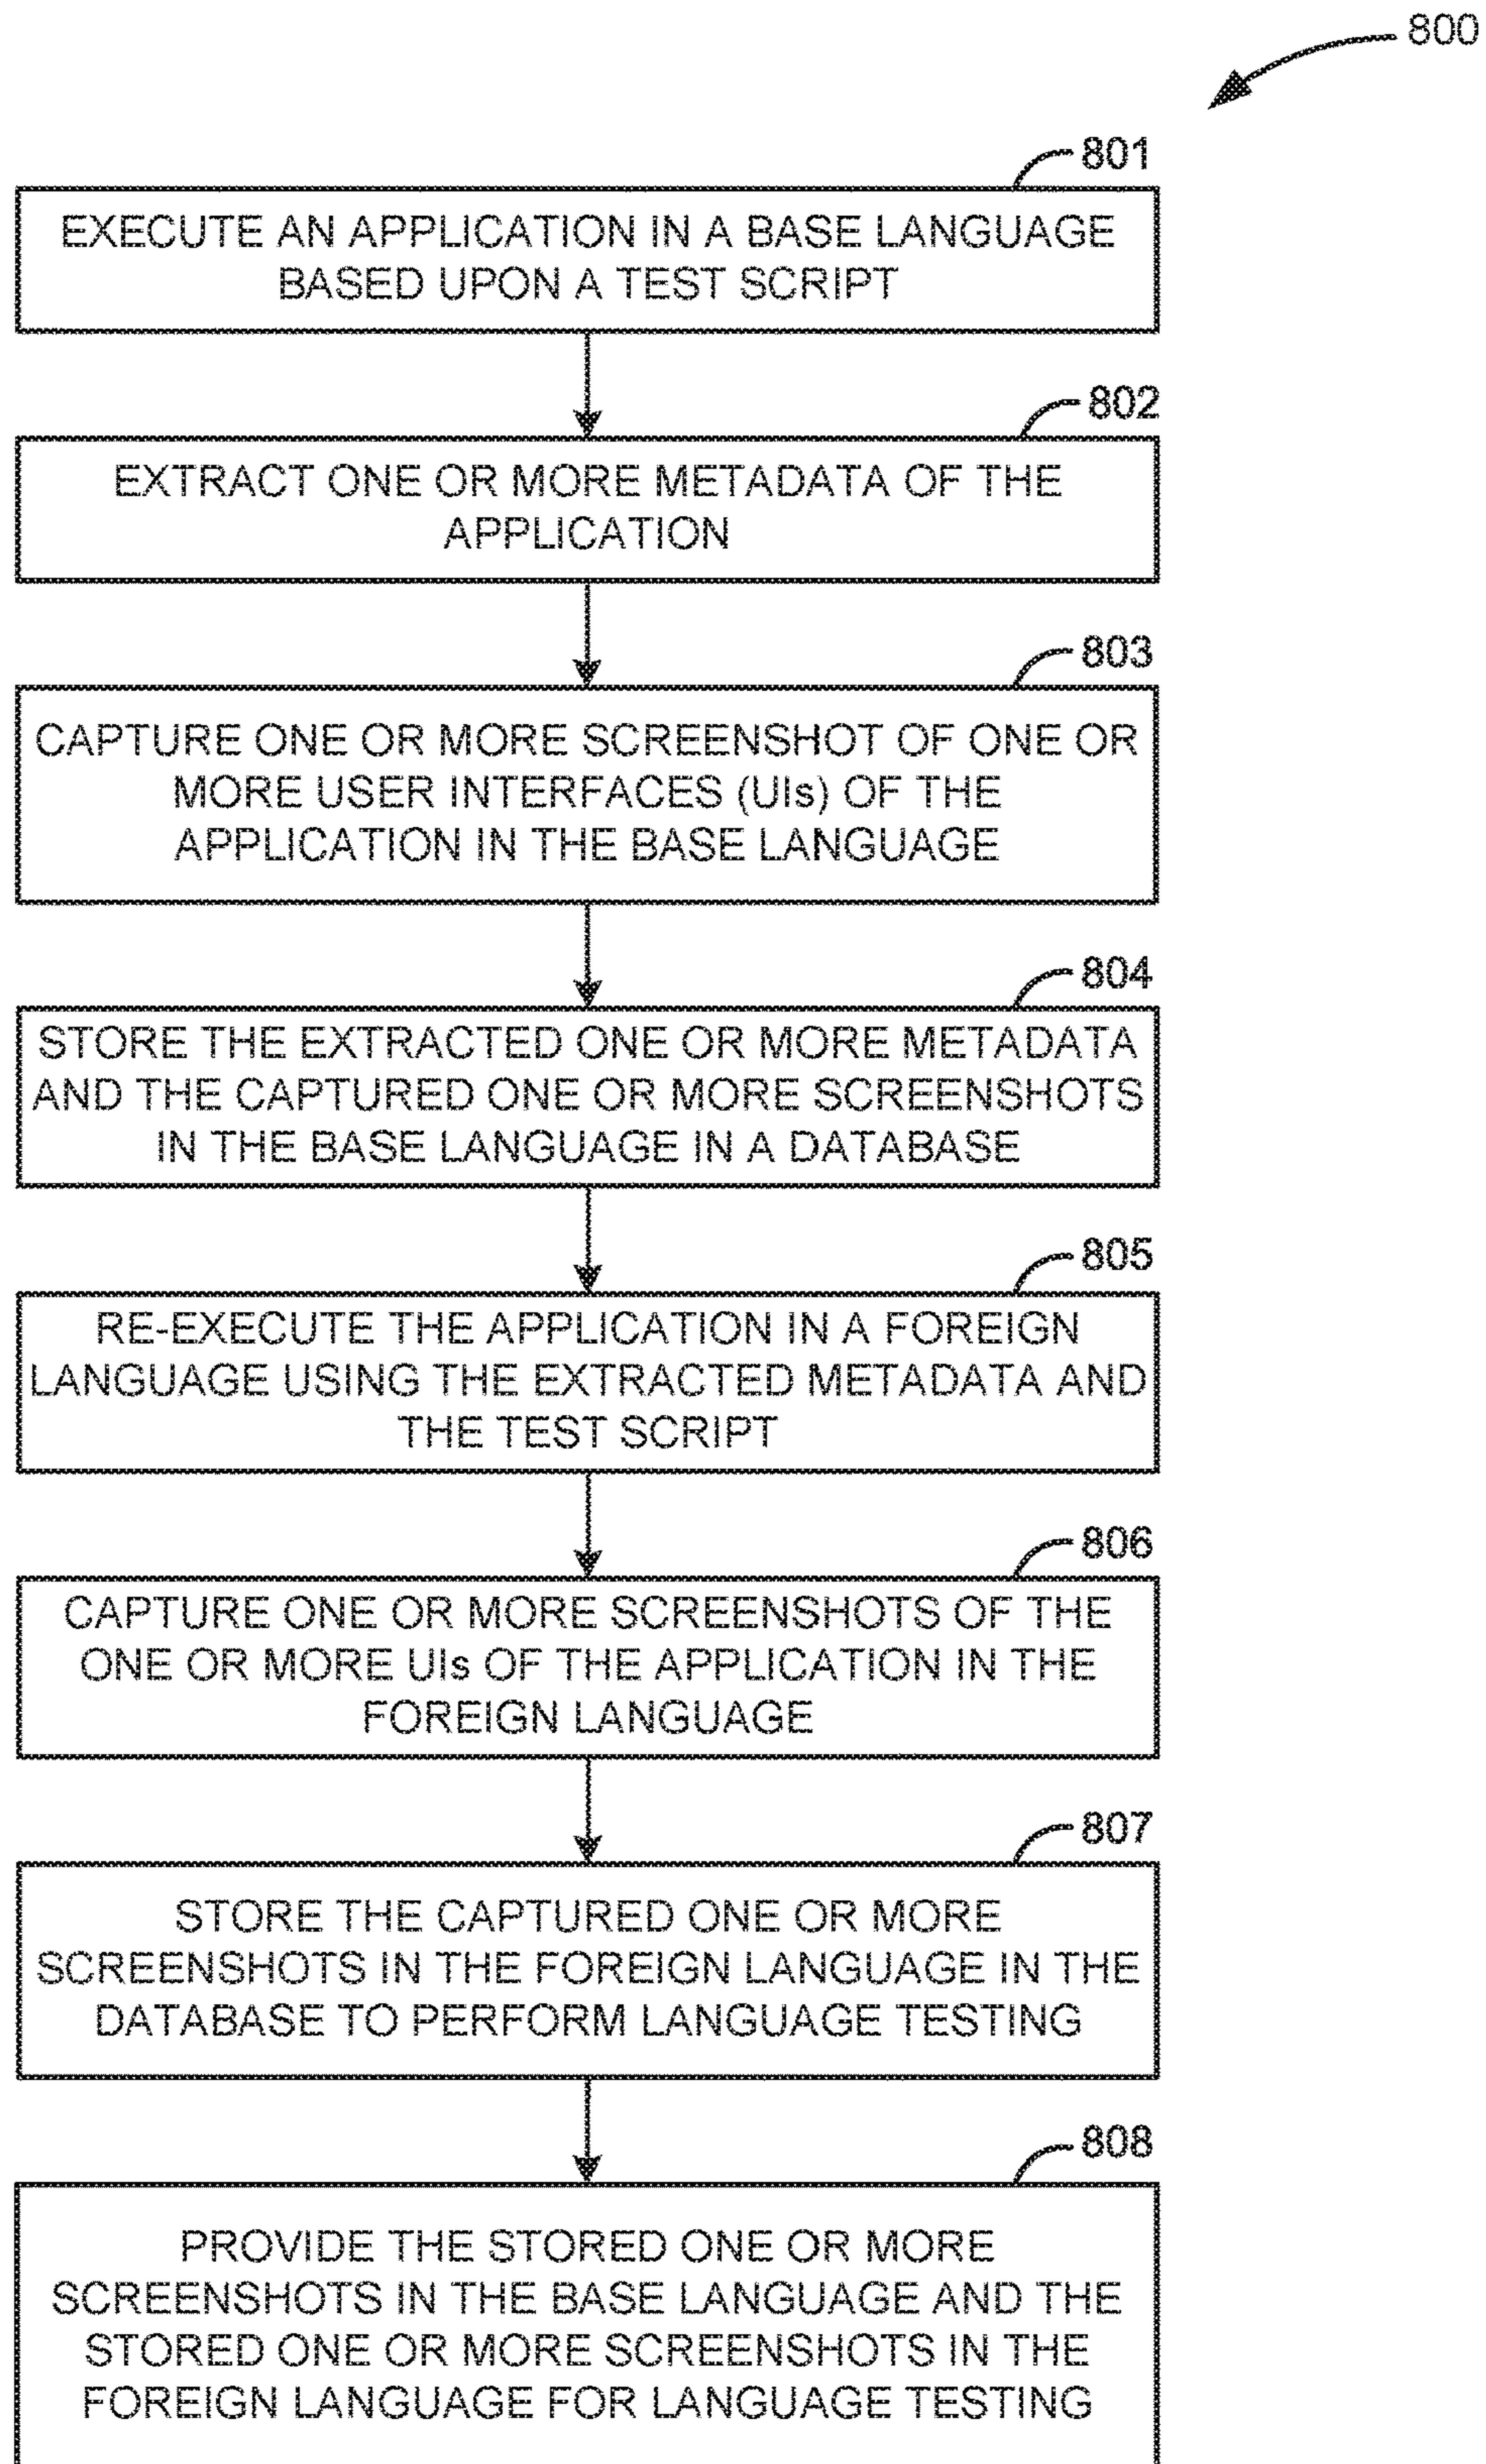 800
801
EXECUTE AN APPLICATION IN A BASE LANGUAGE
BASED UPON A TEST SCRIPT
802
EXTRACT ONE OR MORE METADATA OF THE
APPLICATION
803
CAPTURE ONE OR MORE SCREENSHOT OF ONE OR
MORE USER INTERFACES (UIs) OF THE
APPLICATION IN THE BASE LANGUAGE
804
STORE THE EXTRACTED ONE OR MORE METADATA
AND THE CAPTURED ONE OR MORE SCREENSHOTS
IN THE BASE LANGUAGE IN A DATABASE
805
RE-EXECUTE THE APPLICATION IN A FOREIGN
LANGUAGE USING THE EXTRACTED METADATA AND
THE TEST SCRIPT
806
CAPTURE ONE OR MORE SCREENSHOTS OF THE
ONE OR MORE UIs OF THE APPLICATION IN THE
FOREIGN LANGUAGE
807
STORE THE CAPTURED ONE OR MORE
SCREENSHOTS IN THE FOREIGN LANGUAGE IN THE
DATABASE TO PERFORM LANGUAGE TESTING
808
PROVIDE THE STORED ONE OR MORE
SCREENSHOTS IN THE BASE LANGUAGE AND THE
STORED ONE OR MORE SCREENSHOTS IN THE
FOREIGN LANGUAGE FOR LANGUAGE TESTING